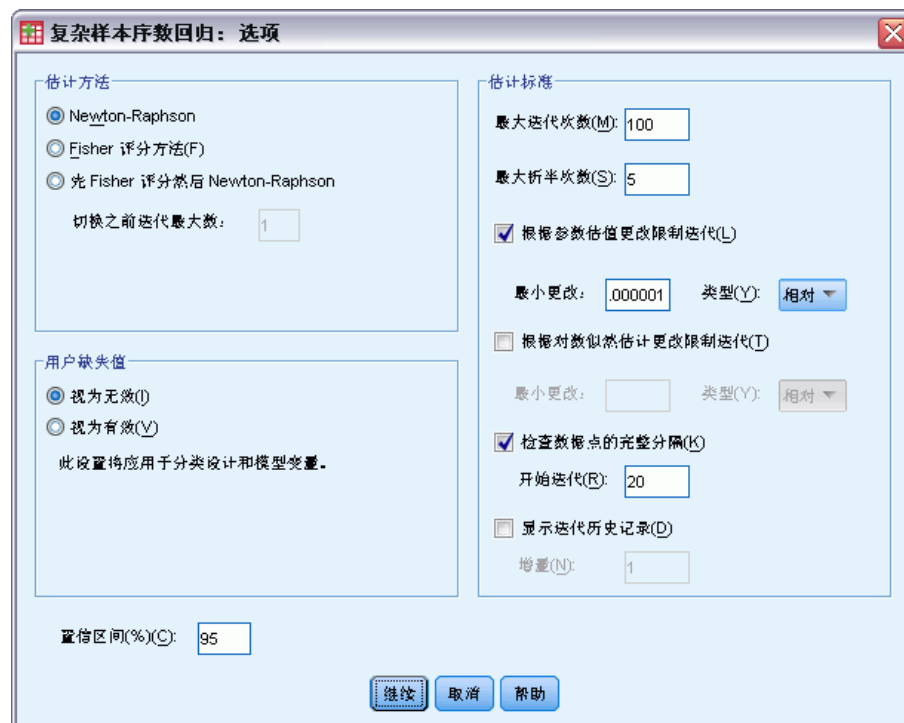 复杂样本序数回归：选项
估计方法
Newton-Raphson
Fisher 评分方法(F)
先 Fisher 评分然后 Newton-Raphson
切换之前迭代最大数：
1
用户缺失值
视为无效(I)
视为有效(V)
此设置将应用于分类设计和模型变量。
估计标准
最大迭代次数(M): 100
最大折半次数(S): 5
根据参数估值更改限制迭代(L)
最小更改： .000001 类型(Y): 相对
根据对数似然估计更改限制迭代(T)
最小更改： 类型(Y): 相对
检查数据点的完整分隔(K)
开始迭代(R): 20
显示迭代历史记录(D)
增量(N): 1
置信区间(%)(C): 95
继续 取消 帮助